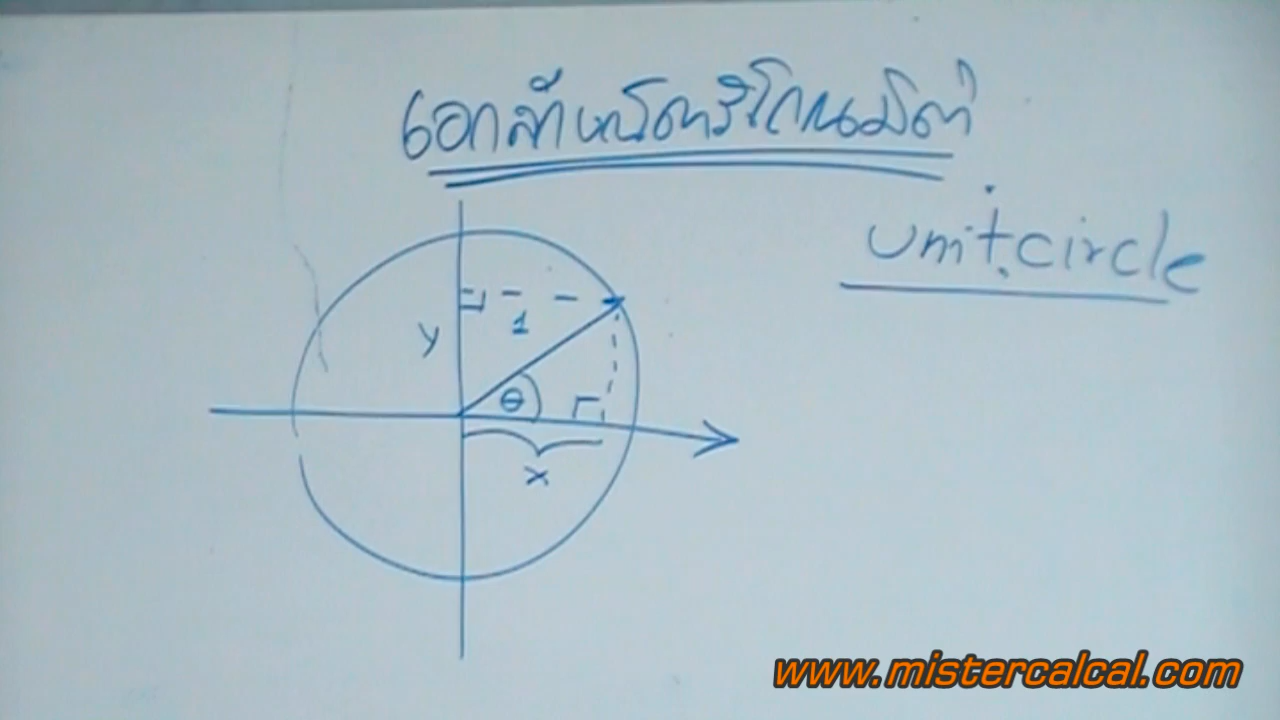 เอกลักษณ์ตรีโกณมิติ
unit circle
1
y
θ
x
www.mistercalcal.com